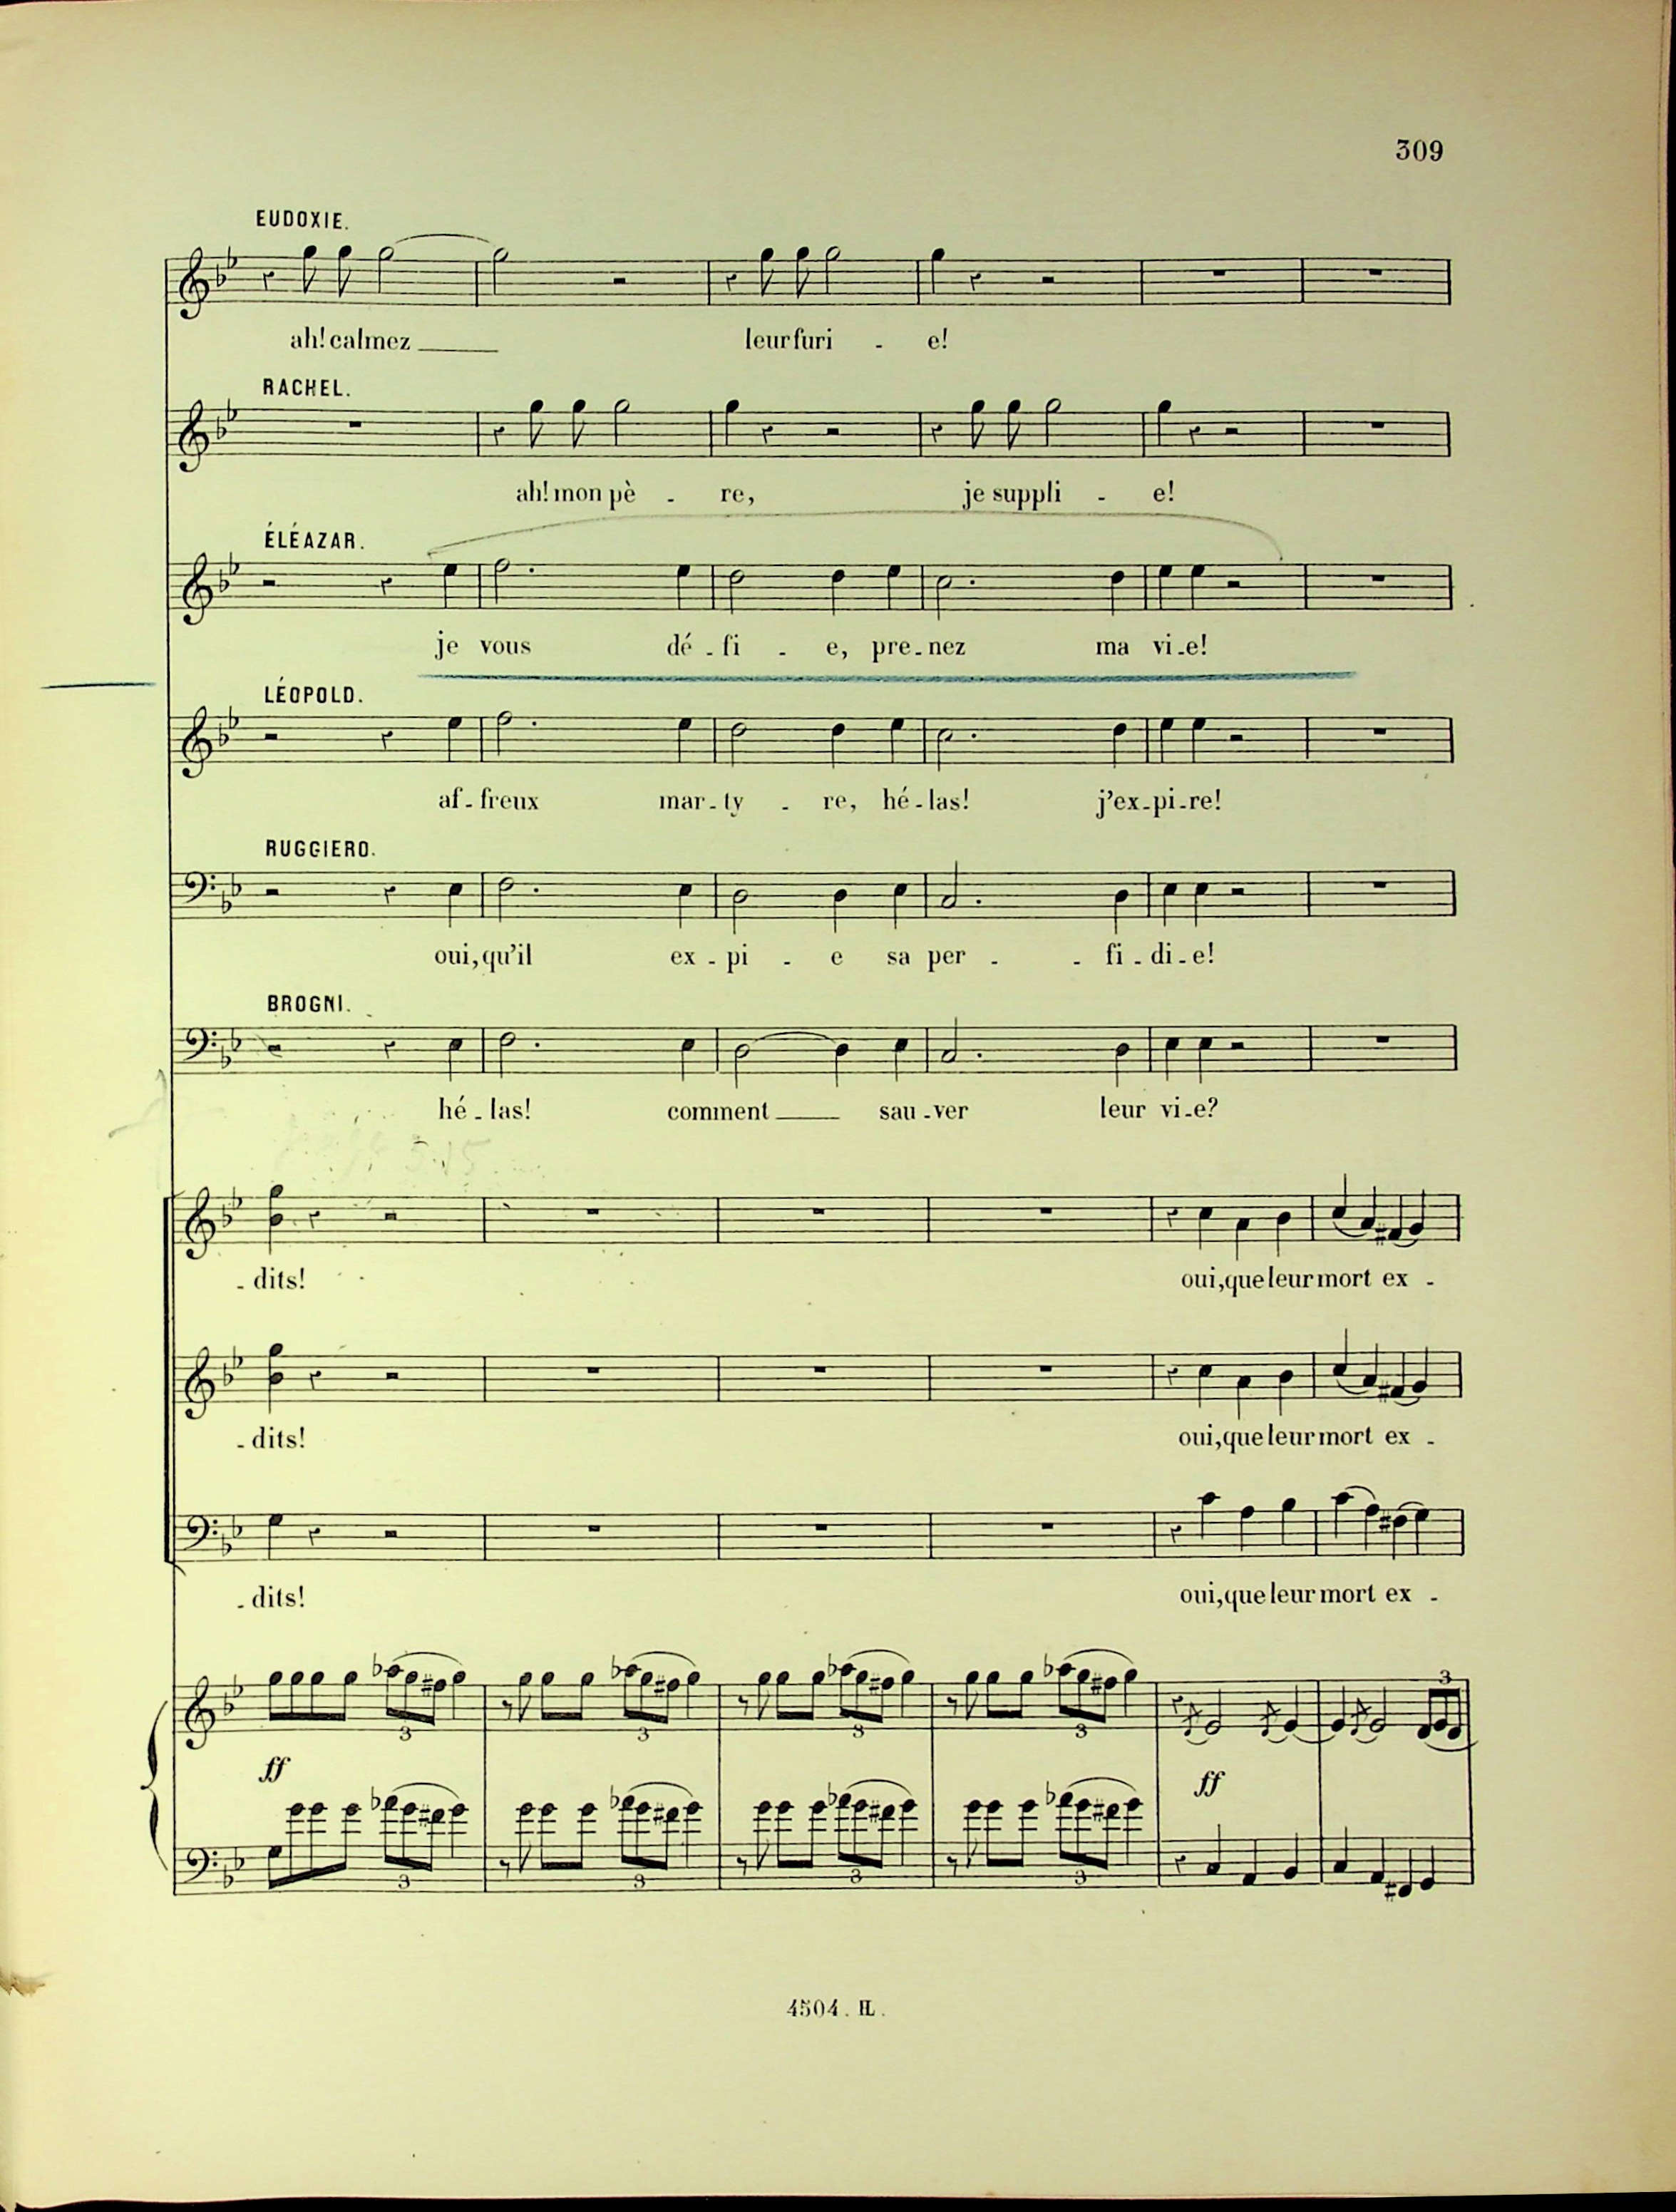 309
EUDOXIE.
ah! calmez
leur furi - e!
RACHEL.
ah! mon pè - re,
je suppli - e!
ÉLÉAZAR.
je vous dé - fi - e, pre - nez ma vi - e!
LÉOPOLD.
af - freux mar - ty - re, hé - las! j'ex - pi - re!
RUGGIERO.
oui, qu'il ex - pi - e sa per - - fi - di - e!
BROGNI.
hé - las! comment sau - ver leur vi - e?
- dits!
oui, que leur mort ex -
- dits!
oui, que leur mort ex -
- dits!
oui, que leur mort ex -
3
3 3 3 3
ff
ff
3 3 3 3
4504. H.